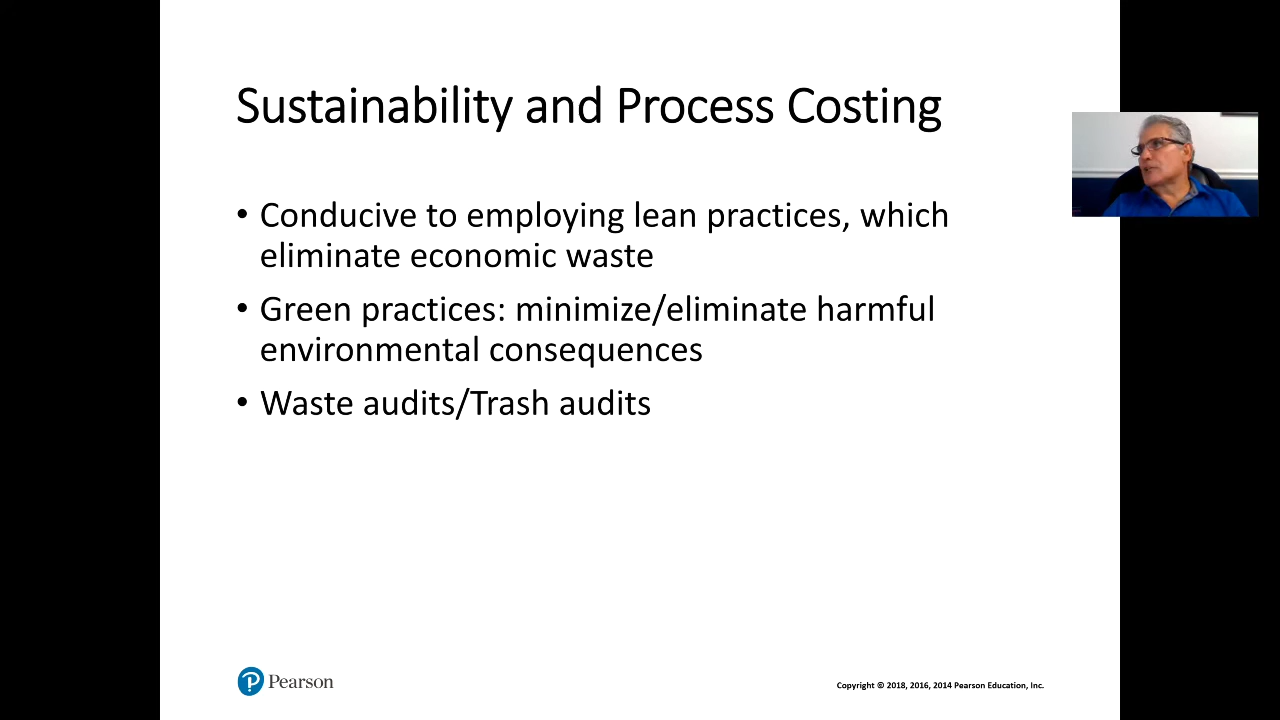 Sustainability and Process Costing
• Conducive to employing lean practices, which
eliminate economic waste
• Green practices: minimize/eliminate harmful
environmental consequences
• Waste audits/Trash audits
Pearson
Copyright © 2018, 2016, 2014 Pearson Education, Inc.